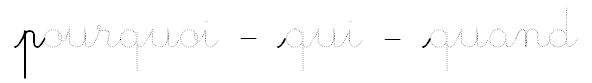 pourquoi – qui – quand